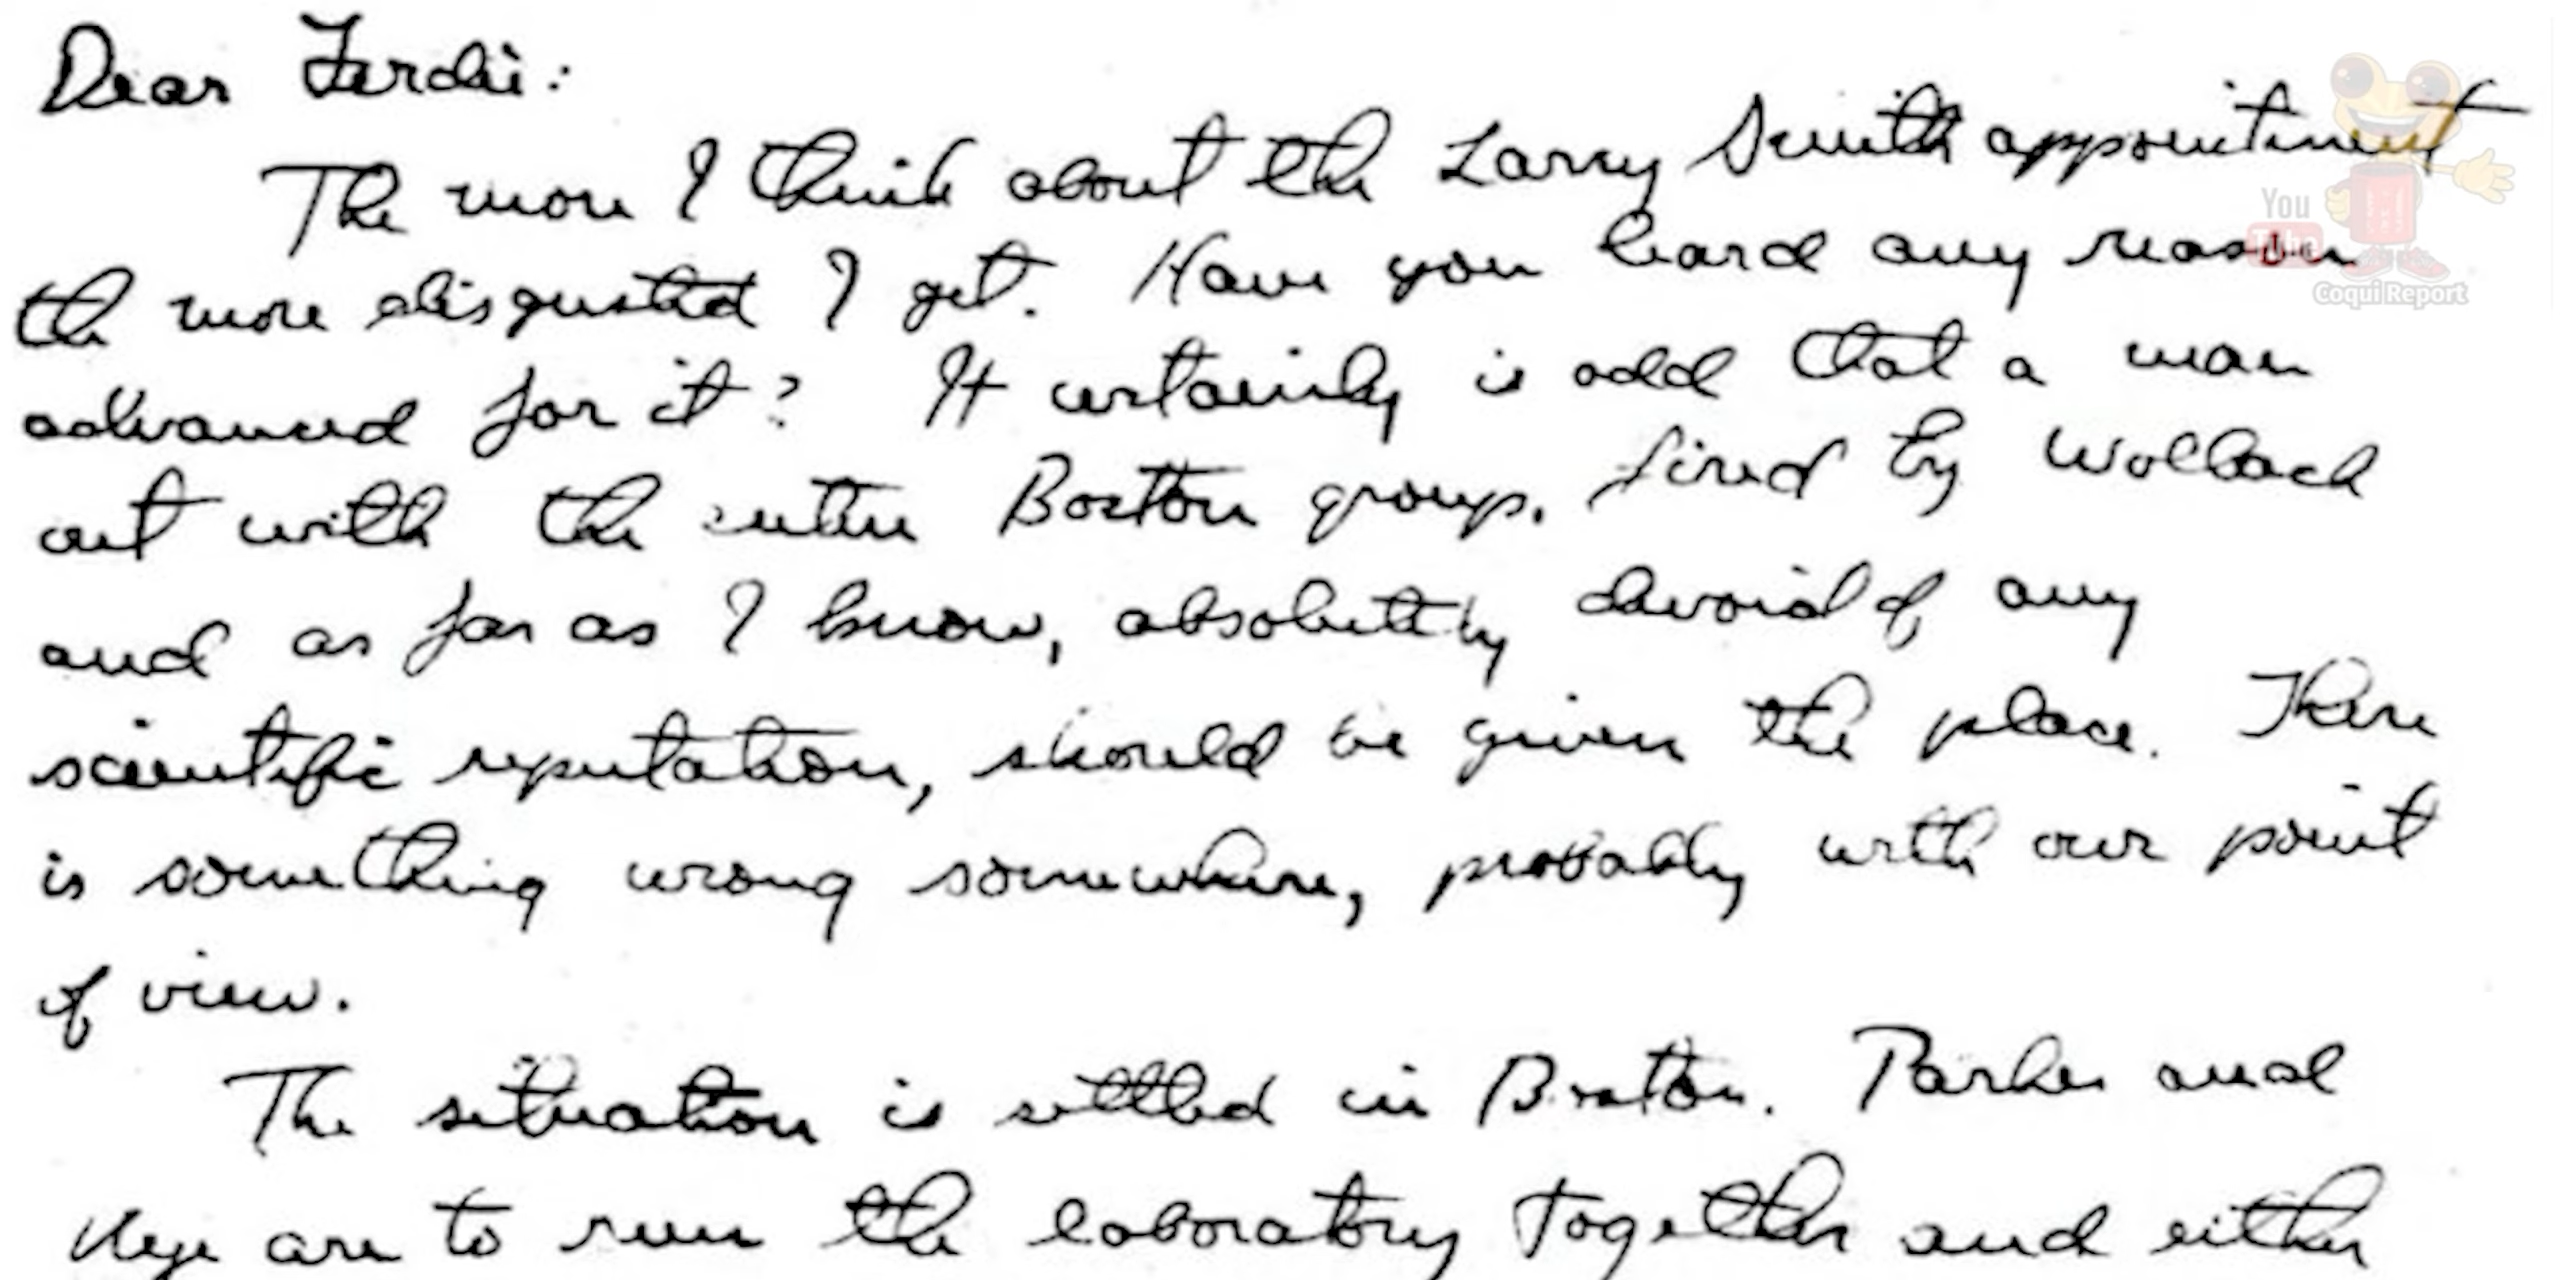 Dear Ferdie:
The more I think about the Larry Smith appointment
the more disgusted I get. Have you heard any reason
advanced for it? It certainly is odd that a man
out with the entire Boston group, fired by Wolbach
and as far as I know, absolutely devoid of any
scientific reputation, should be given the place. There
is something wrong somewhere, probably with our point
of view.
The situation is settled in Boston. Parker and
Nye are to run the laboratory together and either
You
Tube
Coqui Report